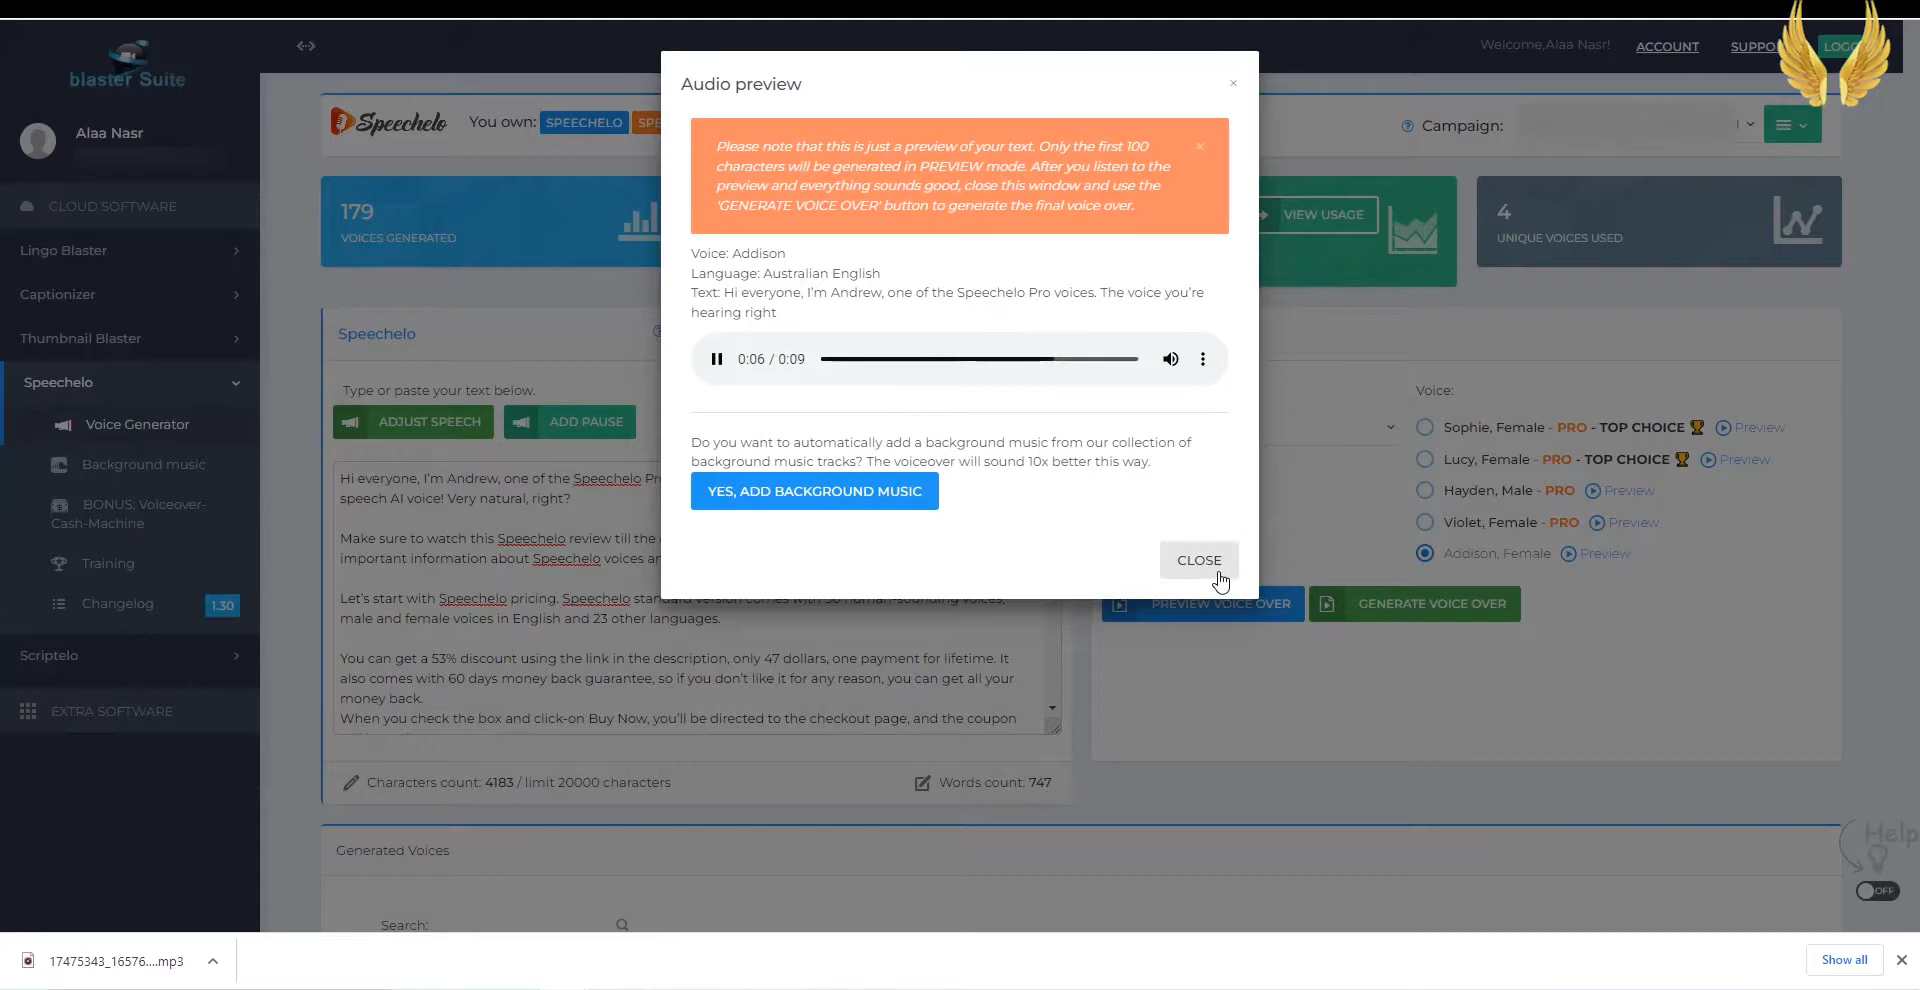 blaster Suite
Welcome,Alaa Nasr!
ACCOUNT
Alaa Nasr
CLOUD SOFTWARE
Lingo Blaster
Captionizer
Thumbnail Blaster
Speechelo
Voice Generator
Background music
BONUS: Voiceover-
Cash-Machine
Training
Changelog
1.30
Scriptelo
EXTRA SOFTWARE
Speechelo
You own:
SPEECHELO
Campaign:
179
VOICES GENERATED
VIEW USAGE
4
UNIQUE VOICES USED
Audio preview
×
Please note that this is just a preview of your text. Only the first 100
characters will be generated in PREVIEW mode. After you listen to the
preview and everything sounds good, close this window and use the
'GENERATE VOICE OVER' button to generate the final voice over.
×
Voice: Addison
Language: Australian English
Text: Hi everyone, I'm Andrew, one of the Speechelo Pro voices. The voice you're
hearing right
0:06 / 0:09
Do you want to automatically add a background music from our collection of
background music tracks? The voiceover will sound 10x better this way.
YES, ADD BACKGROUND MUSIC
CLOSE
Speechelo
Type or paste your text below.
ADJUST SPEECH
ADD PAUSE
Hi everyone, I'm Andrew, one of the Speechelo
speech AI voice! Very natural, right?
Make sure to watch this Speechelo review till the
important information about Speechelo voices
Let's start with Speechelo pricing. Speechelo standard version comes with human-sounding voices,
male and female voices in English and 23 other languages.
You can get a 53% discount using the link in the description, only 47 dollars, one payment for lifetime. It
also comes with 60 days money back guarantee, so if you don't like it for any reason, you can get all your
money back.
When you check the box and click-on Buy Now, you'll be directed to the checkout page, and the coupon
Characters count: 4183 / limit 20000 characters
Words count: 747
Voice:
Sophie, Female - PRO - TOP CHOICE Preview
Lucy, Female - PRO - TOP CHOICE Preview
Hayden, Male - PRO Preview
Violet, Female - PRO Preview
Addison, Female Preview
PREVIEW VOICE OVER
GENERATE VOICE OVER
Generated Voices
Search:
Help
OFF
17475343_16576....mp3
Show all